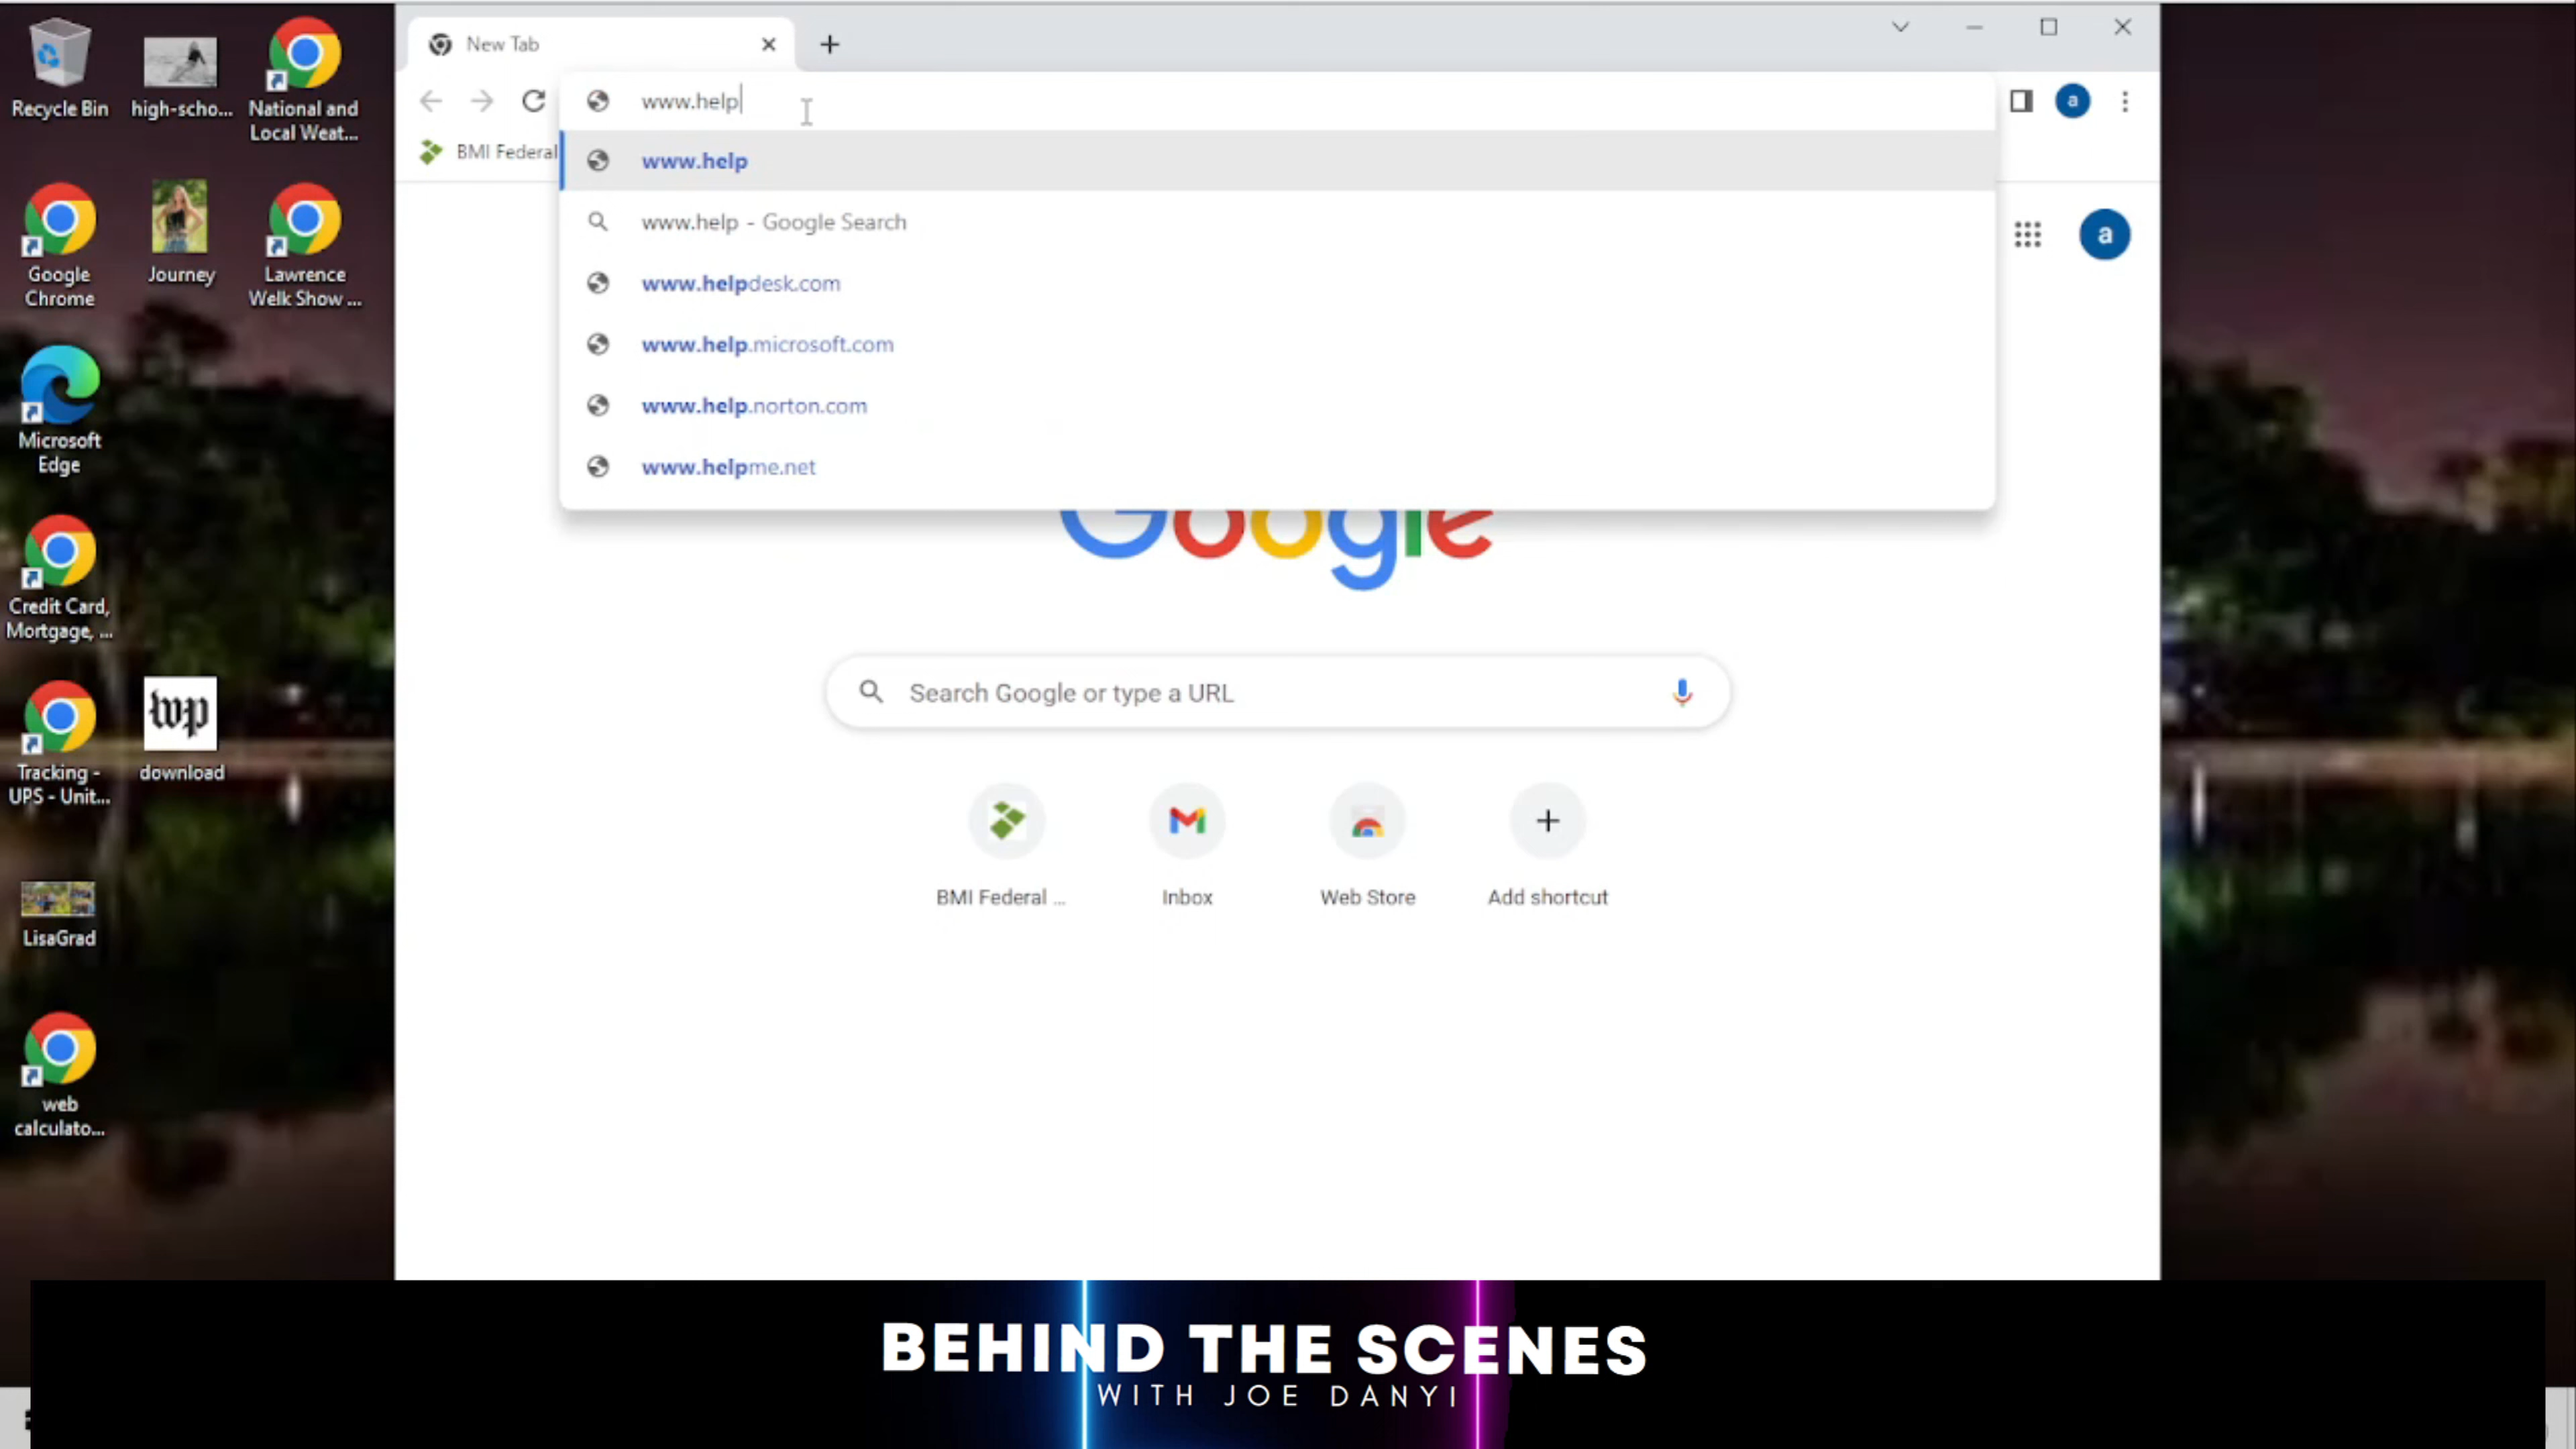 New Tab
www.help
BMI Federal
www.help
www.help - Google Search
www.helpdesk.com
www.help.microsoft.com
www.help.norton.com
www.helpme.net
a
a
Google
Search Google or type a URL
BMI Federal ...
Inbox
Web Store
Add shortcut
Recycle Bin
high-scho...
National and
Local Weat...
Google
Chrome
Journey
Lawrence
Welk Show ...
Microsoft
Edge
Credit Card,
Mortgage, ...
Tracking -
UPS - Unit...
wp
download
LisaGrad
web
calculato...
BEHIND THE SCENES
WITH JOE DANYI